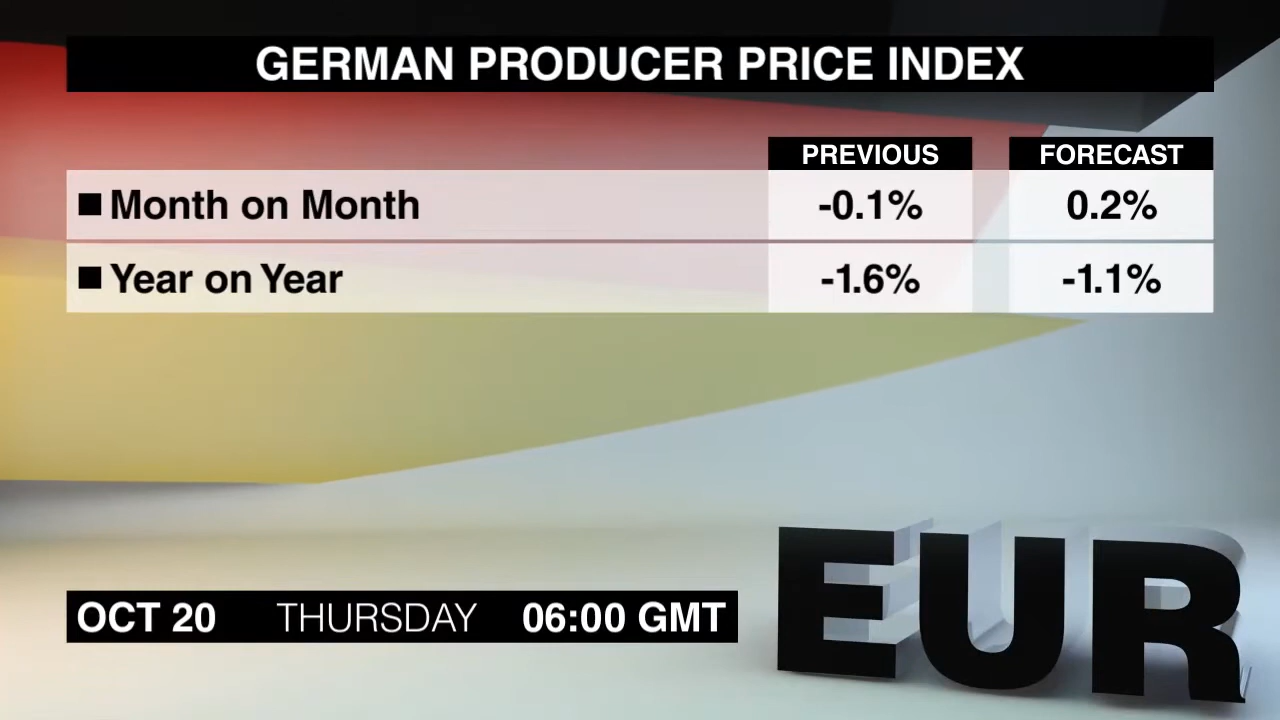 GERMAN PRODUCER PRICE INDEX
PREVIOUS FORECAST
Month on Month -0.1% 0.2%
Year on Year -1.6% -1.1%
OCT 20 THURSDAY 06:00 GMT
EUR